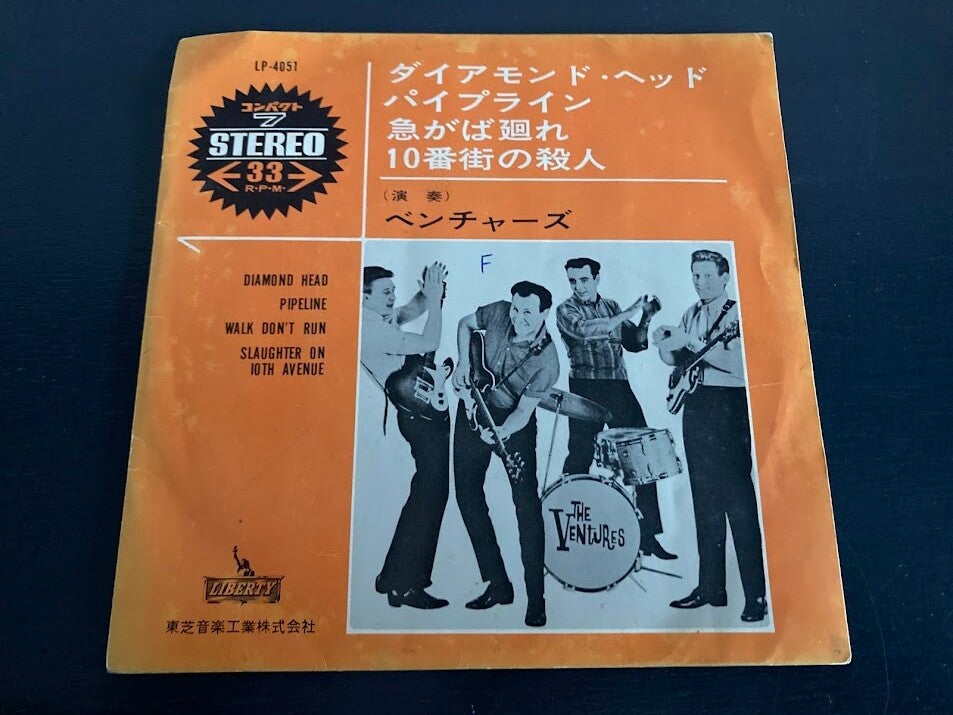 LP-4051
コンパクト
7
STEREO
33
R·P·M·
ダイアモンド・ヘッド
パイプライン
急がば廻れ
10番街の殺人
(演奏)
ベンチャーズ
DIAMOND HEAD
PIPELINE
WALK DON'T RUN
SLAUGHTER ON
10TH AVENUE
F
THE
VENTURES
LIBERTY
東芝音楽工業株式会社